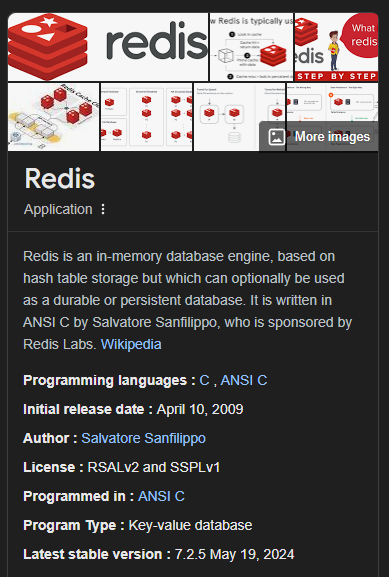 redis
w Redis is typically us
What
redis
edis
STEP BY STEP
Redis Cache Clu
More images
Redis
Application
Redis is an in-memory database engine, based on
hash table storage but which can optionally be used
as a durable or persistent database. It is written in
ANSI C by Salvatore Sanfilippo, who is sponsored by
Redis Labs. Wikipedia
Programming languages : C , ANSI C
Initial release date : April 10, 2009
Author : Salvatore Sanfilippo
License : RSALv2 and SSPLv1
Programmed in : ANSI C
Program Type : Key-value database
Latest stable version : 7.2.5 May 19, 2024